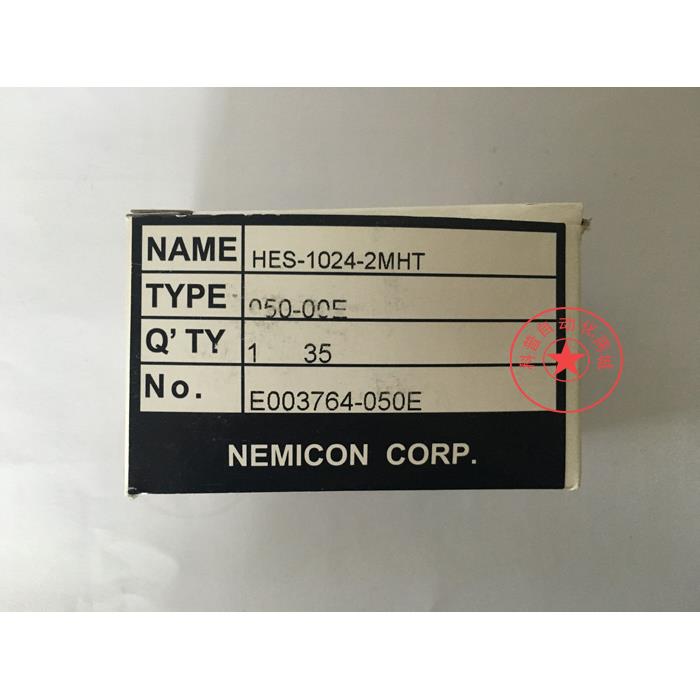 NAME HES-1024-2MHT
TYPE 050-00E
Q'TY 1 35
No. E003764-050E
NEMICON CORP.